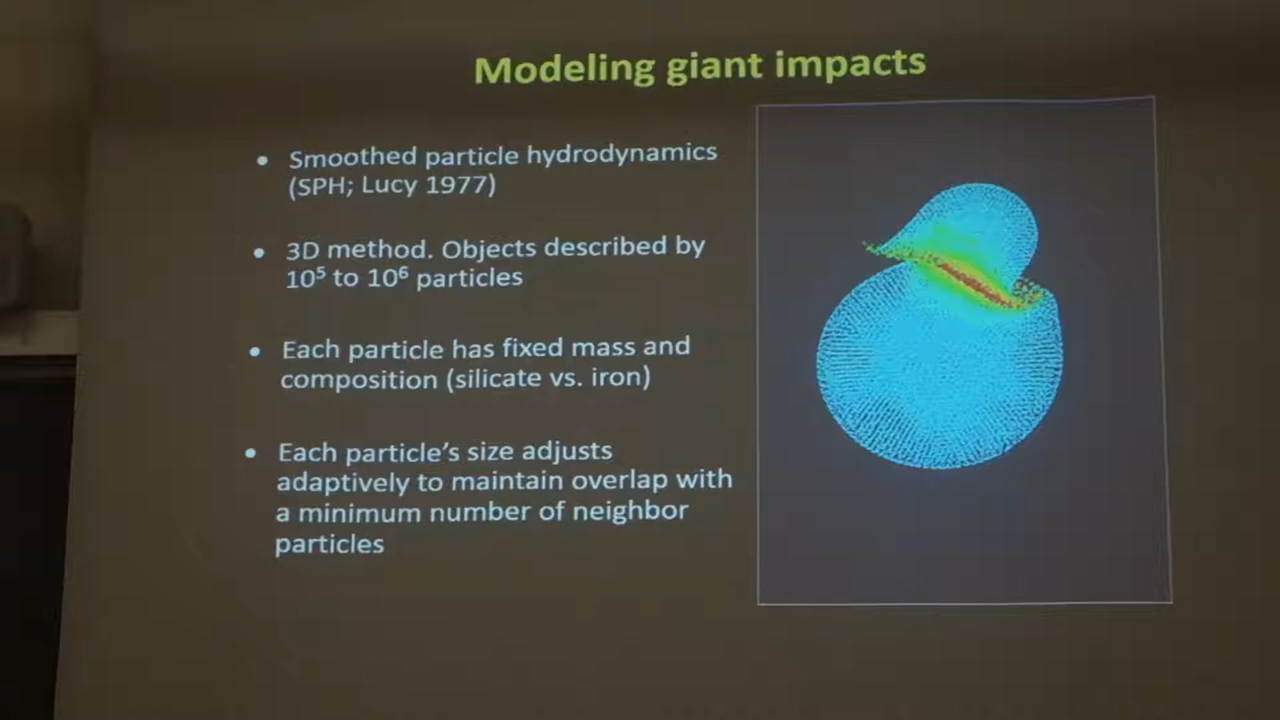 Modeling giant impacts
• Smoothed particle hydrodynamics
(SPH; Lucy 1977)
• 3D method. Objects described by
10⁵ to 10⁶ particles
• Each particle has fixed mass and
composition (silicate vs. iron)
• Each particle's size adjusts
adaptively to maintain overlap with
a minimum number of neighbor
particles